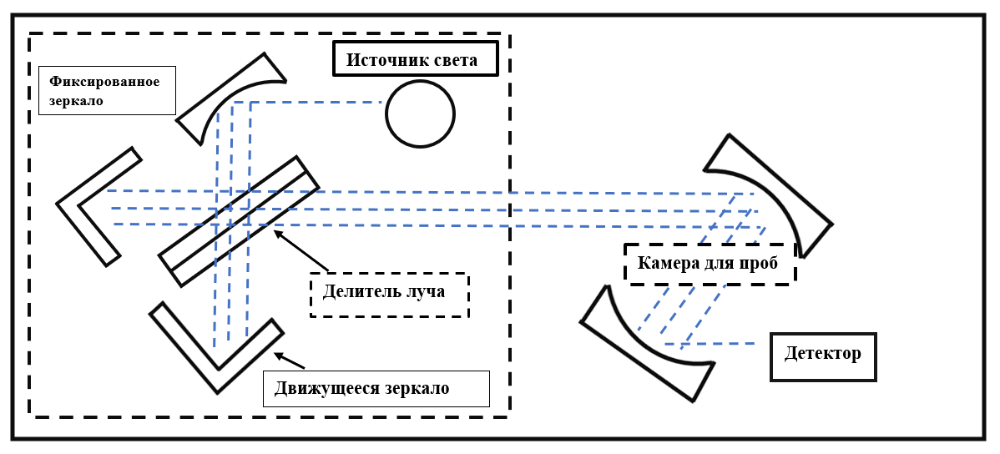 Источник света
Фиксированное
зеркало
Делитель луча
Камера для проб
Детектор
Движущееся зеркало